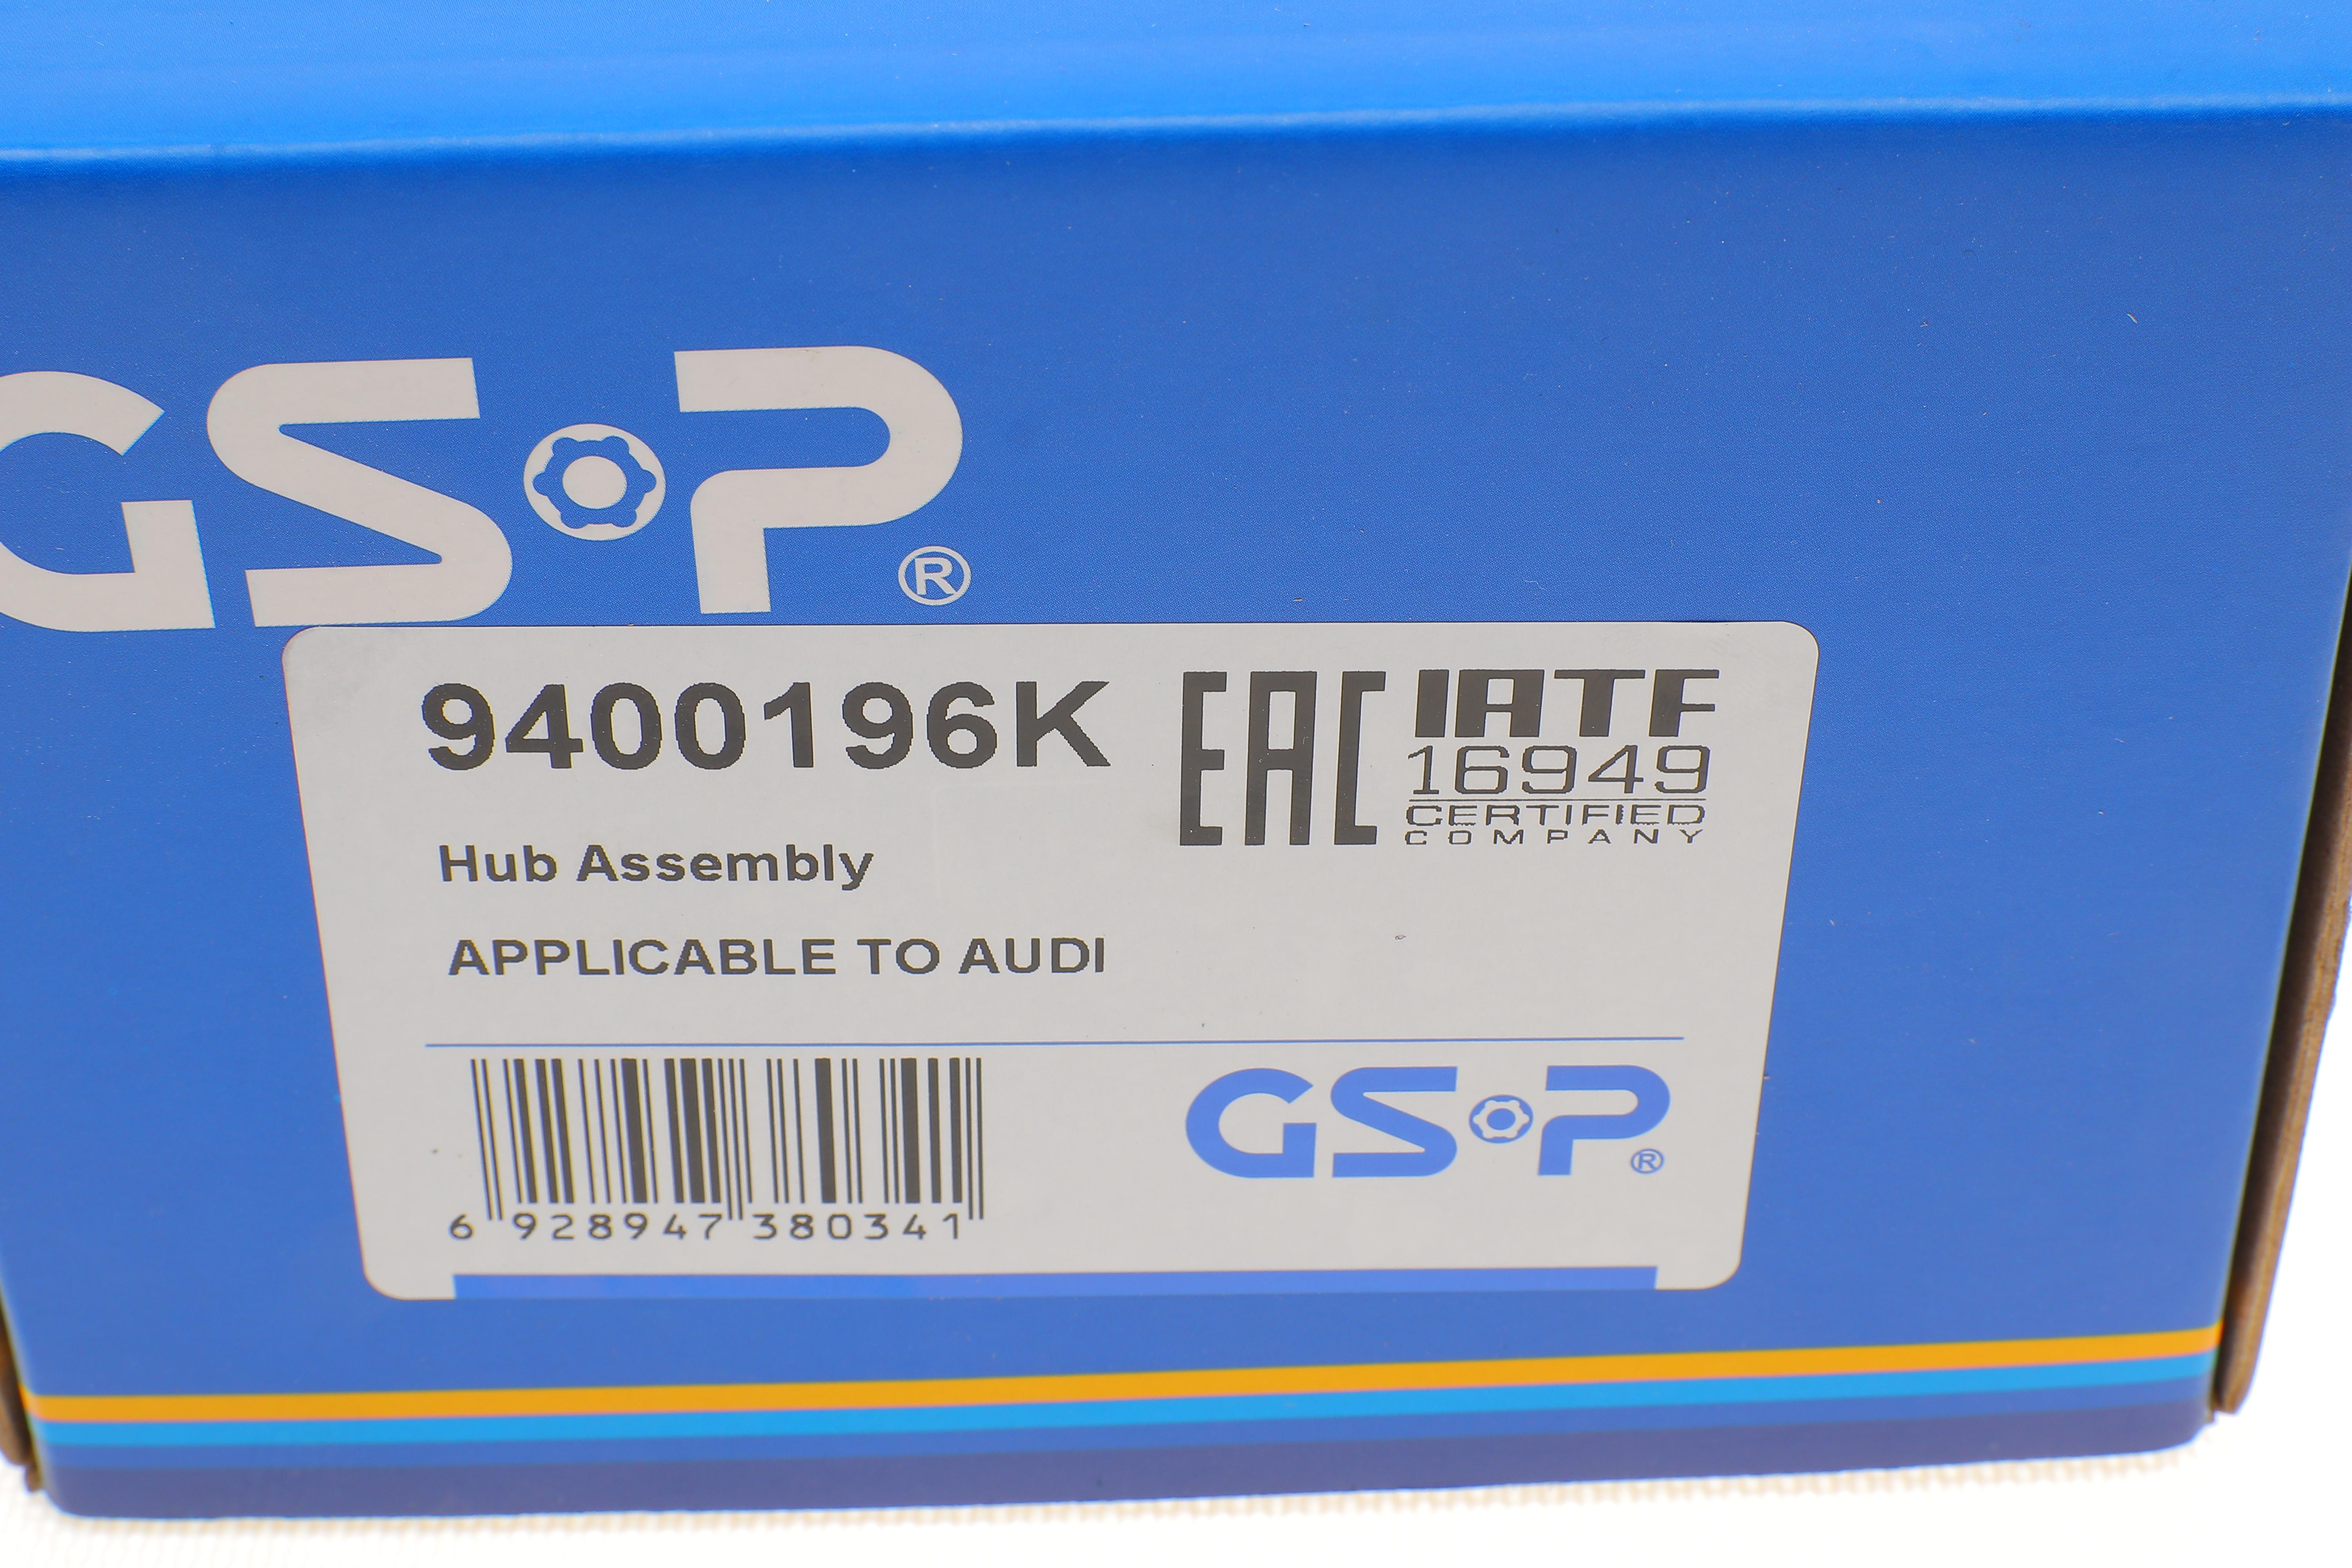 GSP®
9400196K
EAC
IATF
16949
CERTIFIED
COMPANY
Hub Assembly
APPLICABLE TO AUDI
6 928947 380341
GSP®